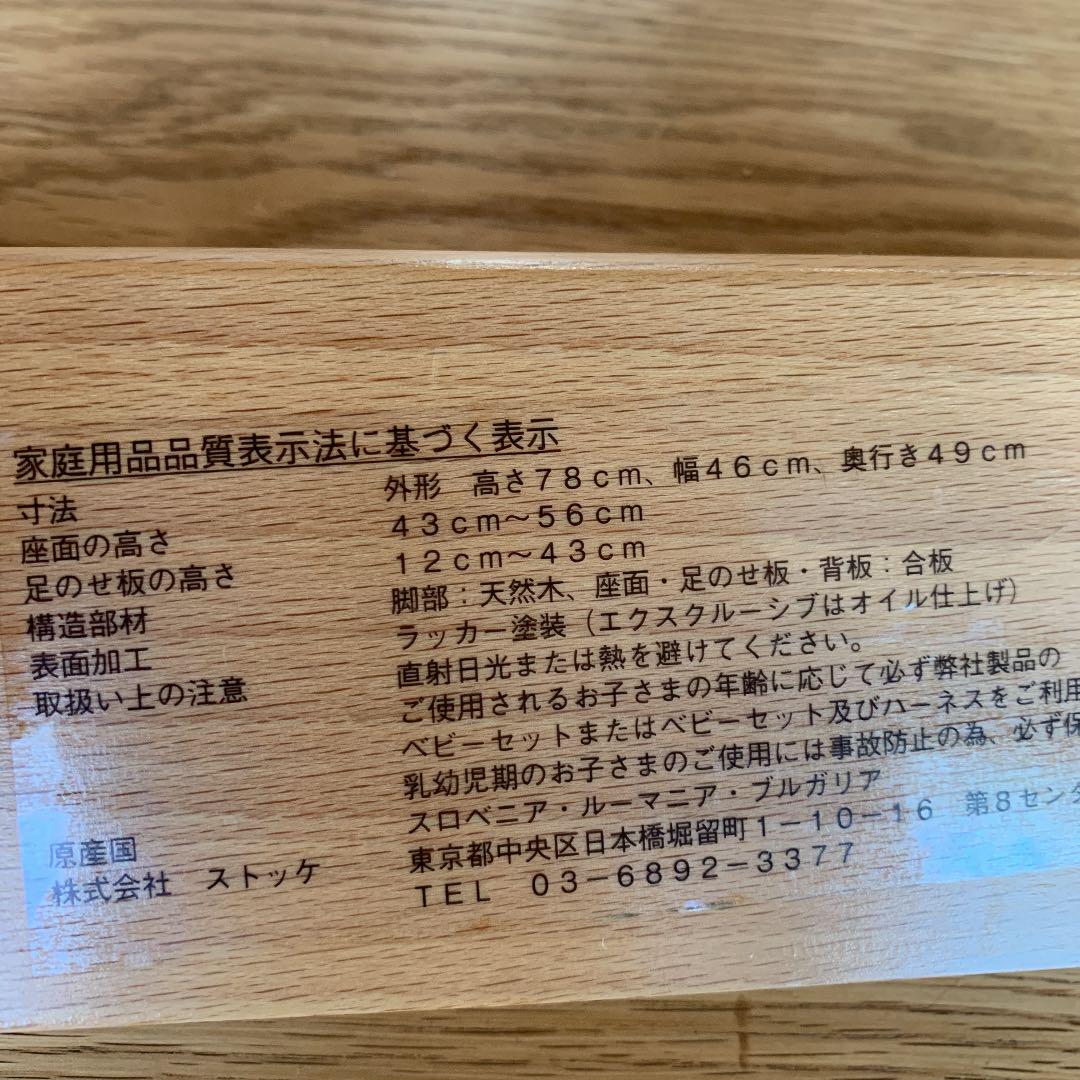 家庭用品品質表示法に基づく表示
寸法 外形 高さ78cm、幅46cm、奥行き49cm
座面の高さ 43cm～56cm
足のせ板の高さ 12cm～43cm
構造部材 脚部：天然木、座面・足のせ板・背板：合板
表面加工 ラッカー塗装（エクスクルーシブはオイル仕上げ）
取扱い上の注意 直射日光または熱を避けてください。
ご使用されるお子さまの年齢に応じて必ず弊社製品の
ベビーセットまたはベビーセット及びハーネスをご利用
乳幼児期のお子さまのご使用には事故防止の為、必ず保
原産国 スロベニア・ルーマニア・ブルガリア
株式会社 ストッケ 東京都中央区日本橋堀留町1－10－16 第8センタ
TEL 03－6892－3377